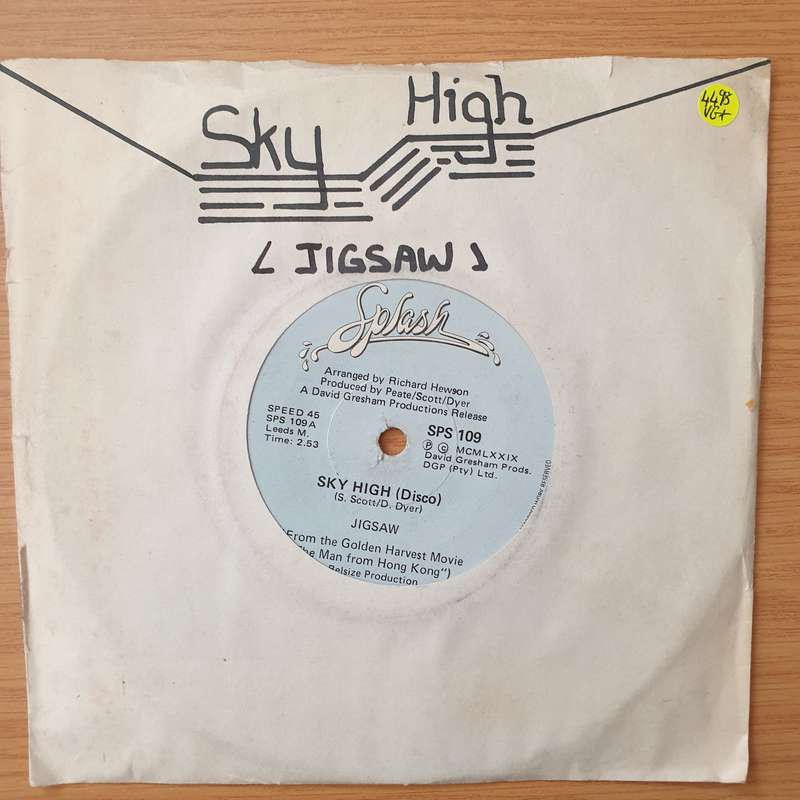 Sky High
4493
VG+
( JIGSAW )
Splash
Arranged by Richard Hewson
Produced by Peate/Scott/Dyer
A David Gresham Productions Release
SPEED 45
SPS 109A
Leeds M.
Time: 2.53
SPS 109
Ⓟ © MCMLXXIX
David Gresham Prods.
DGP (Pty) Ltd.
SKY HIGH (Disco)
(S. Scott/D. Dyer)
JIGSAW
(From the Golden Harvest Movie
Man from Hong Kong")
Belsize Production
RESERVED